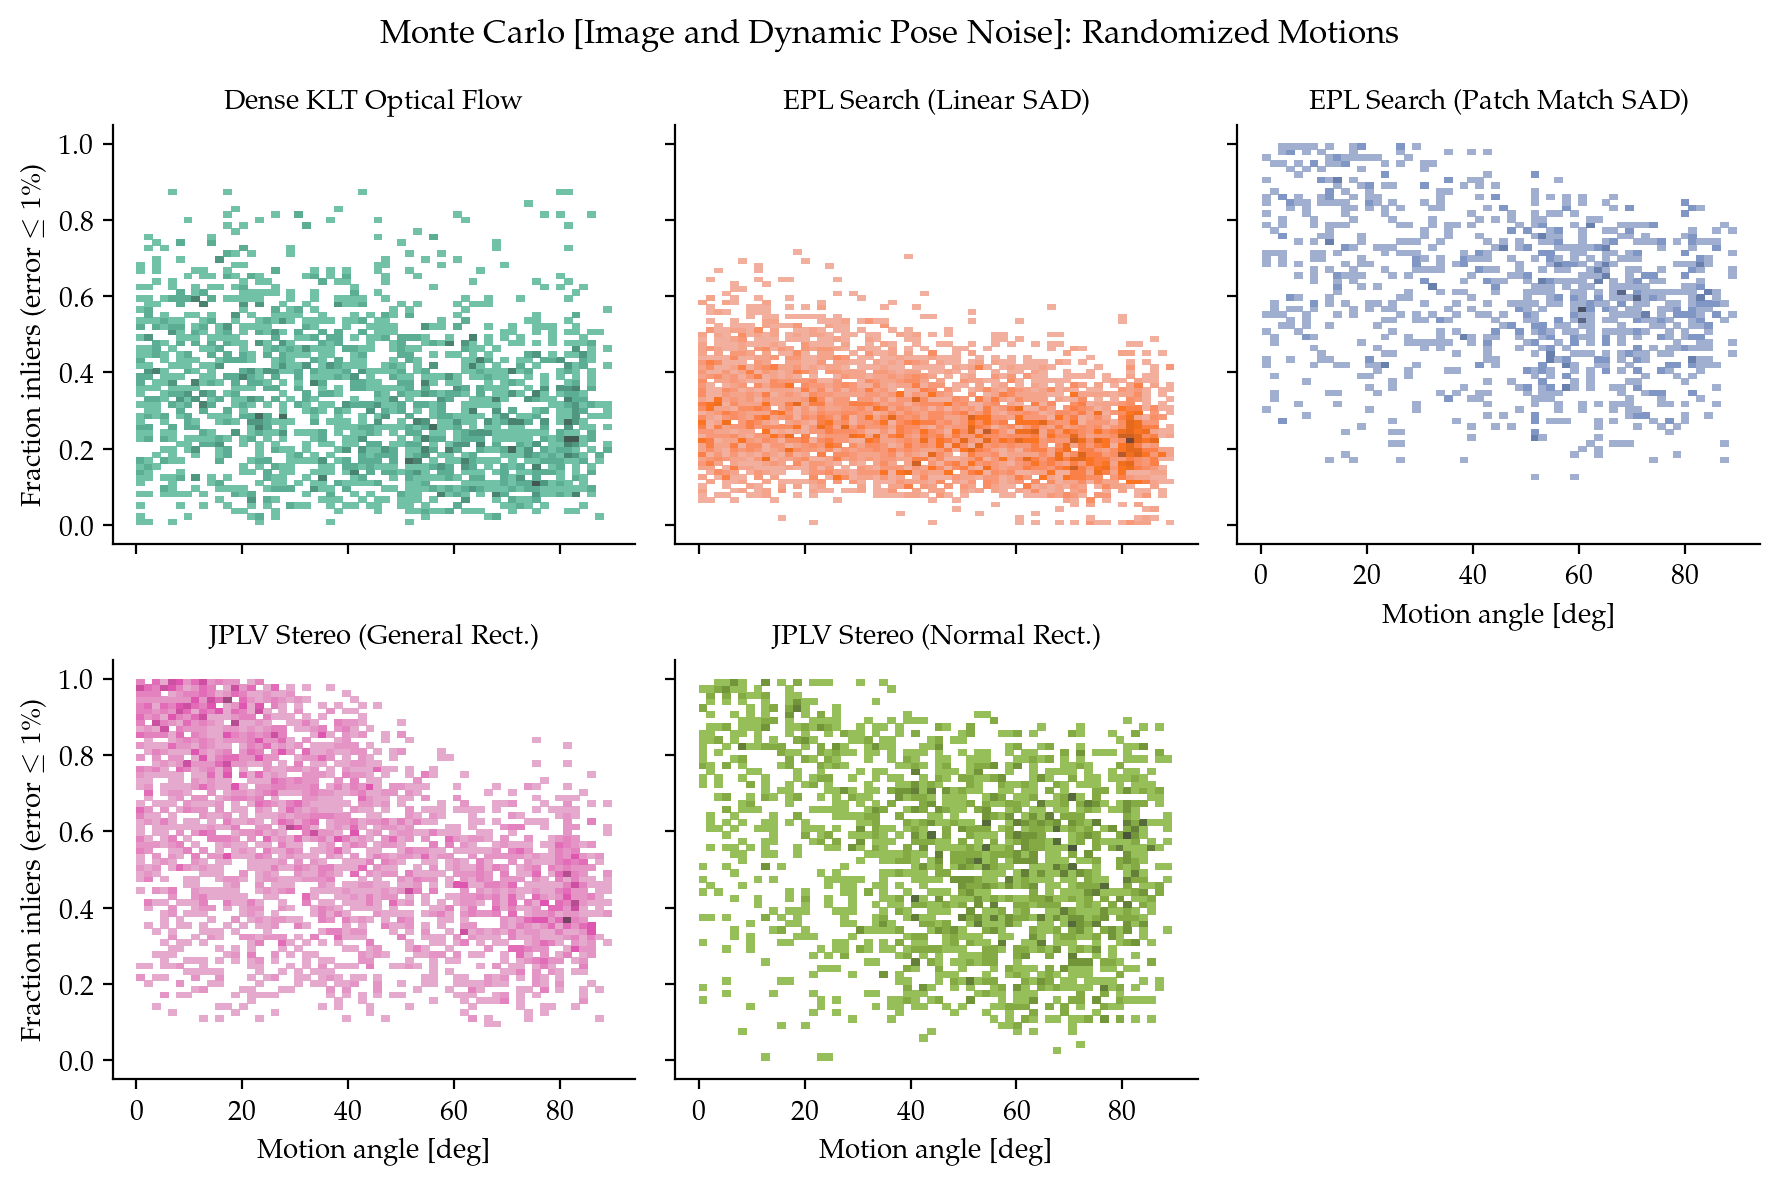 Monte Carlo [Image and Dynamic Pose Noise]: Randomized Motions
Dense KLT Optical Flow
EPL Search (Linear SAD)
EPL Search (Patch Match SAD)
Fraction inliers (error ≤ 1%)
1.0
0.8
0.6
0.4
0.2
0.0
0 20 40 60 80
Motion angle [deg]
JPLV Stereo (General Rect.)
JPLV Stereo (Normal Rect.)
Fraction inliers (error ≤ 1%)
1.0
0.8
0.6
0.4
0.2
0.0
0 20 40 60 80
Motion angle [deg]
0 20 40 60 80
Motion angle [deg]